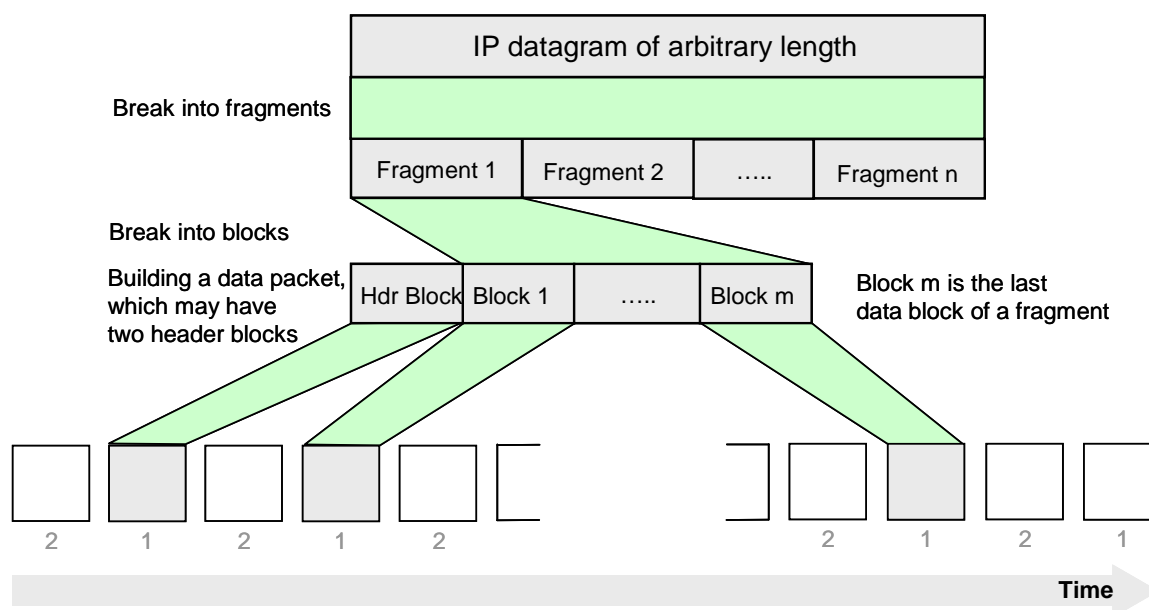 IP datagram of arbitrary length
Break into fragments
Fragment 1
Fragment 2
.....
Fragment n
Break into blocks
Building a data packet,
which may have
two header blocks
Hdr Block
Block 1
.....
Block m
Block m is the last
data block of a fragment
2 1 2 1 2 2 1 2 1
Time